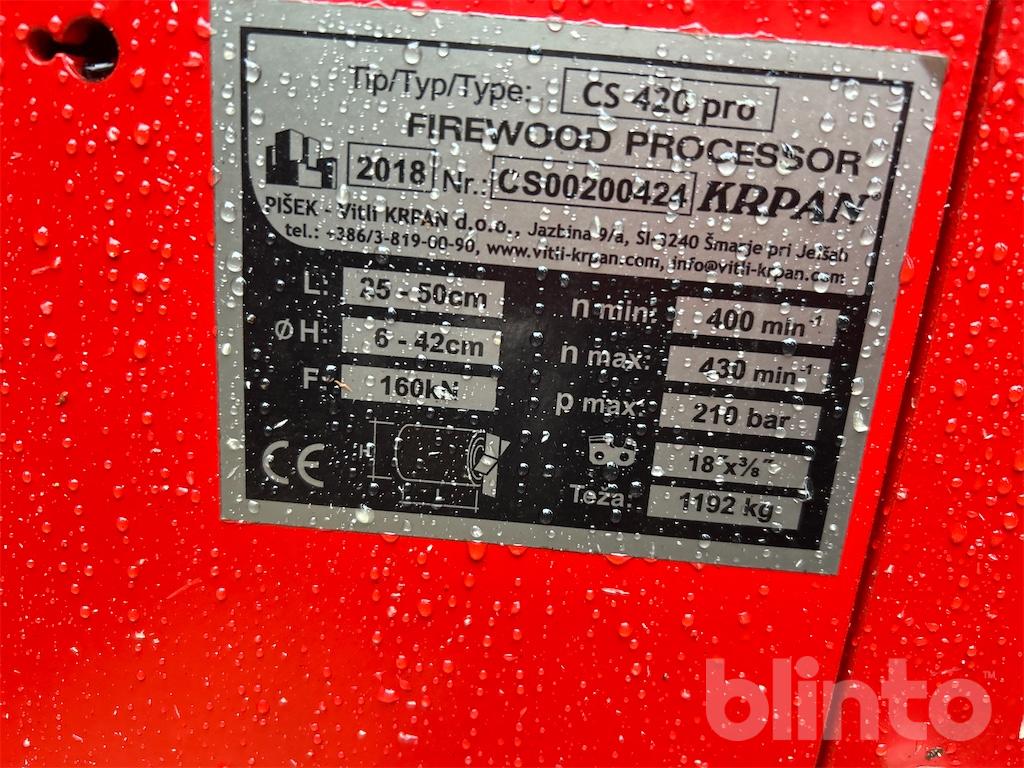 Tip/Typ/Type: CS 420 pro
FIREWOOD PROCESSOR
2018 Nr.: CS00200424 KRPAN®
PIŠEK - Vitli KRPAN d.o.o., Jazbina 9/a, SI-3240 Šmarje pri Jelšah
tel.: +386/3-819-00-90, www.vitli-krpan.com, info@vitli-krpan.com
L: 25 - 50cm
Ø H: 6 - 42cm
F: 160kN
n min: 400 min⁻¹
n max: 430 min⁻¹
p max: 210 bar
18˝x³/₈˝
Teža: 1192 kg
CE
H
L
blinto™